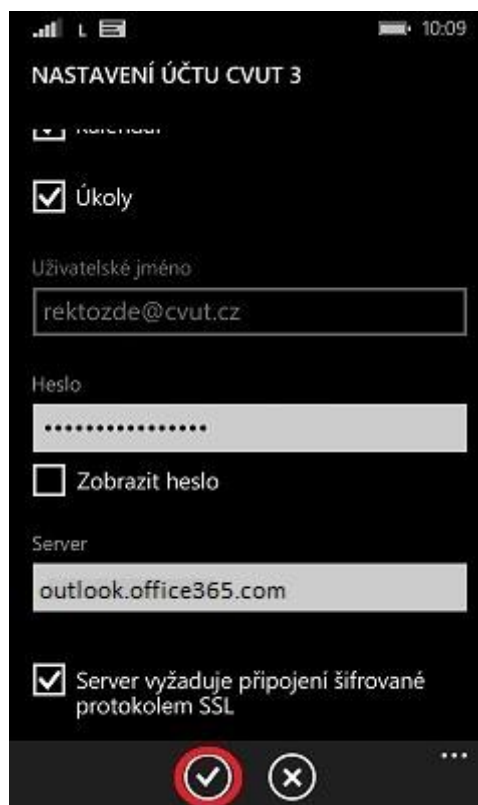 L 10:09
NASTAVENÍ ÚČTU CVUT 3
Kalendář
Úkoly
Uživatelské jméno
rektozde@cvut.cz
Heslo
••••••••••••••••
Zobrazit heslo
Server
outlook.office365.com
Server vyžaduje připojení šifrované
protokolem SSL